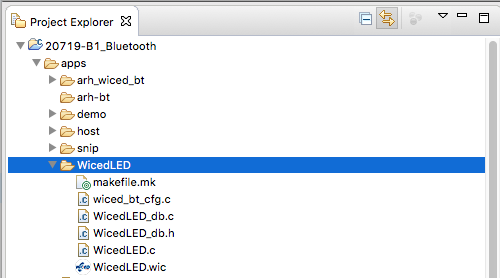 Project Explorer
20719-B1_Bluetooth
apps
arh_wiced_bt
arh-bt
demo
host
snip
WicedLED
makefile.mk
wiced_bt_cfg.c
WicedLED_db.c
WicedLED_db.h
WicedLED.c
WicedLED.wic